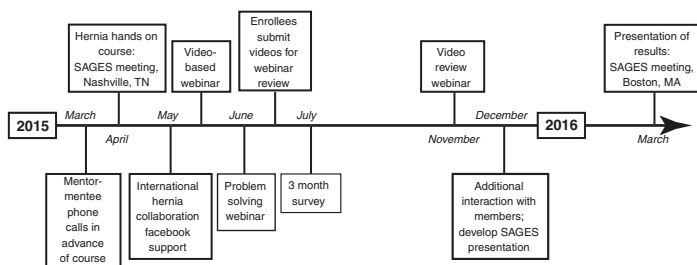 Hernia hands on
course:
SAGES meeting,
Nashville, TN
Video-
based
webinar
Enrollees
submit
videos for
webinar
review
Video
review
webinar
Presentation of
results:
SAGES meeting,
Boston, MA
2015
March
April
May
June
July
November
December
2016
March
Mentor-
mentee
phone
calls in
advance
of course
International
hernia
collaboration
facebook
support
Problem
solving
webinar
3 month
survey
Additional
interaction with
members;
develop SAGES
presentation